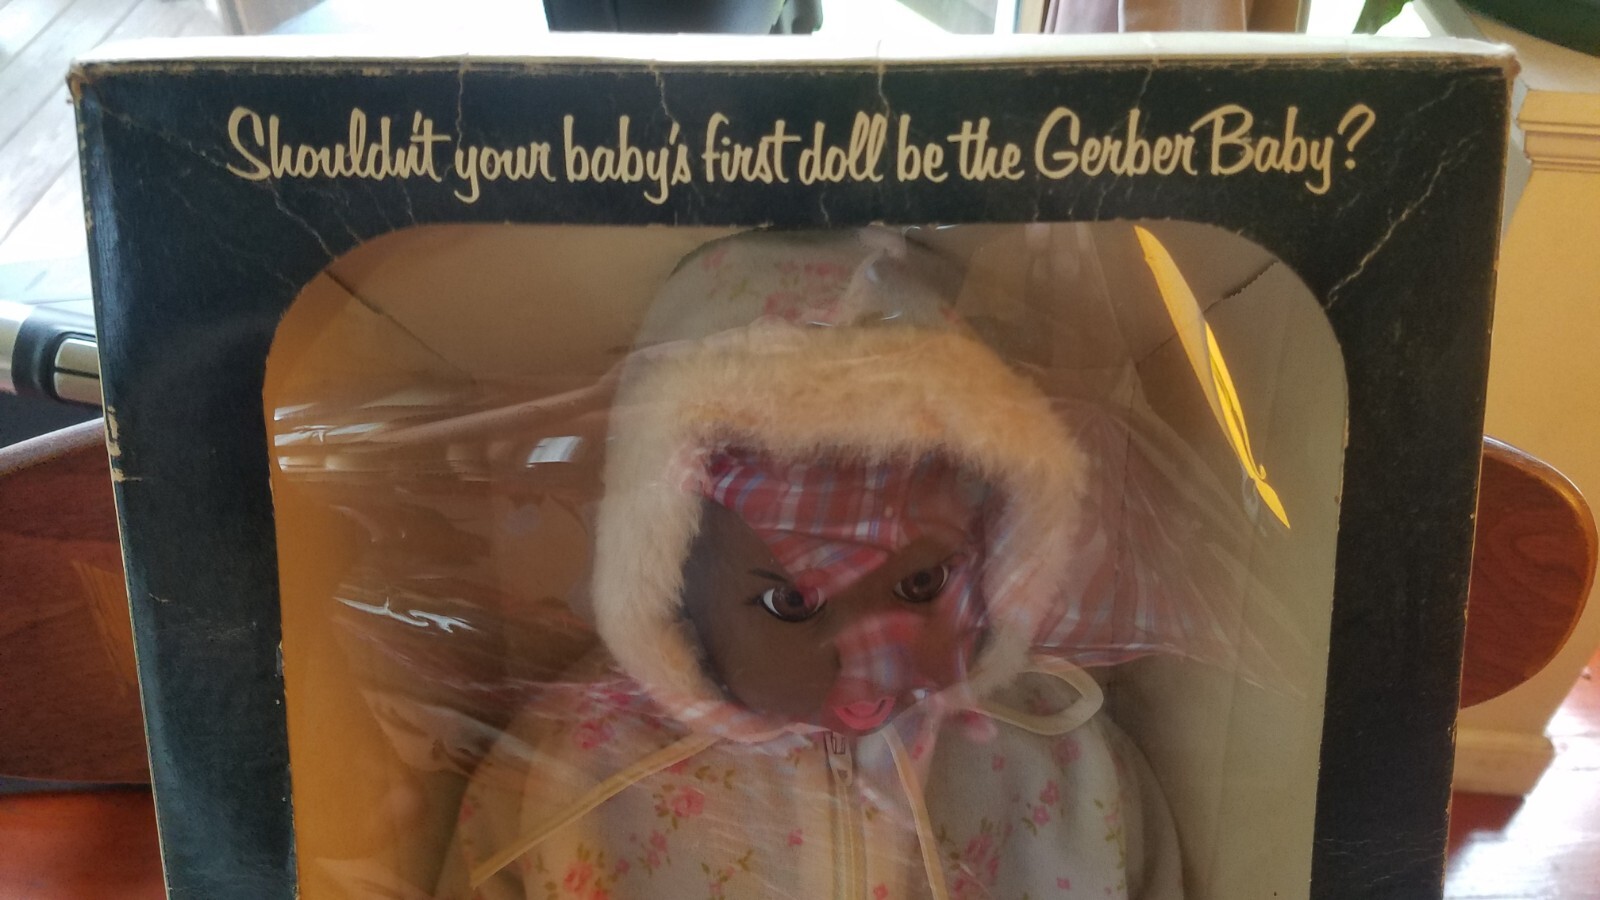 Shouldn't your baby's first doll be the Gerber Baby?